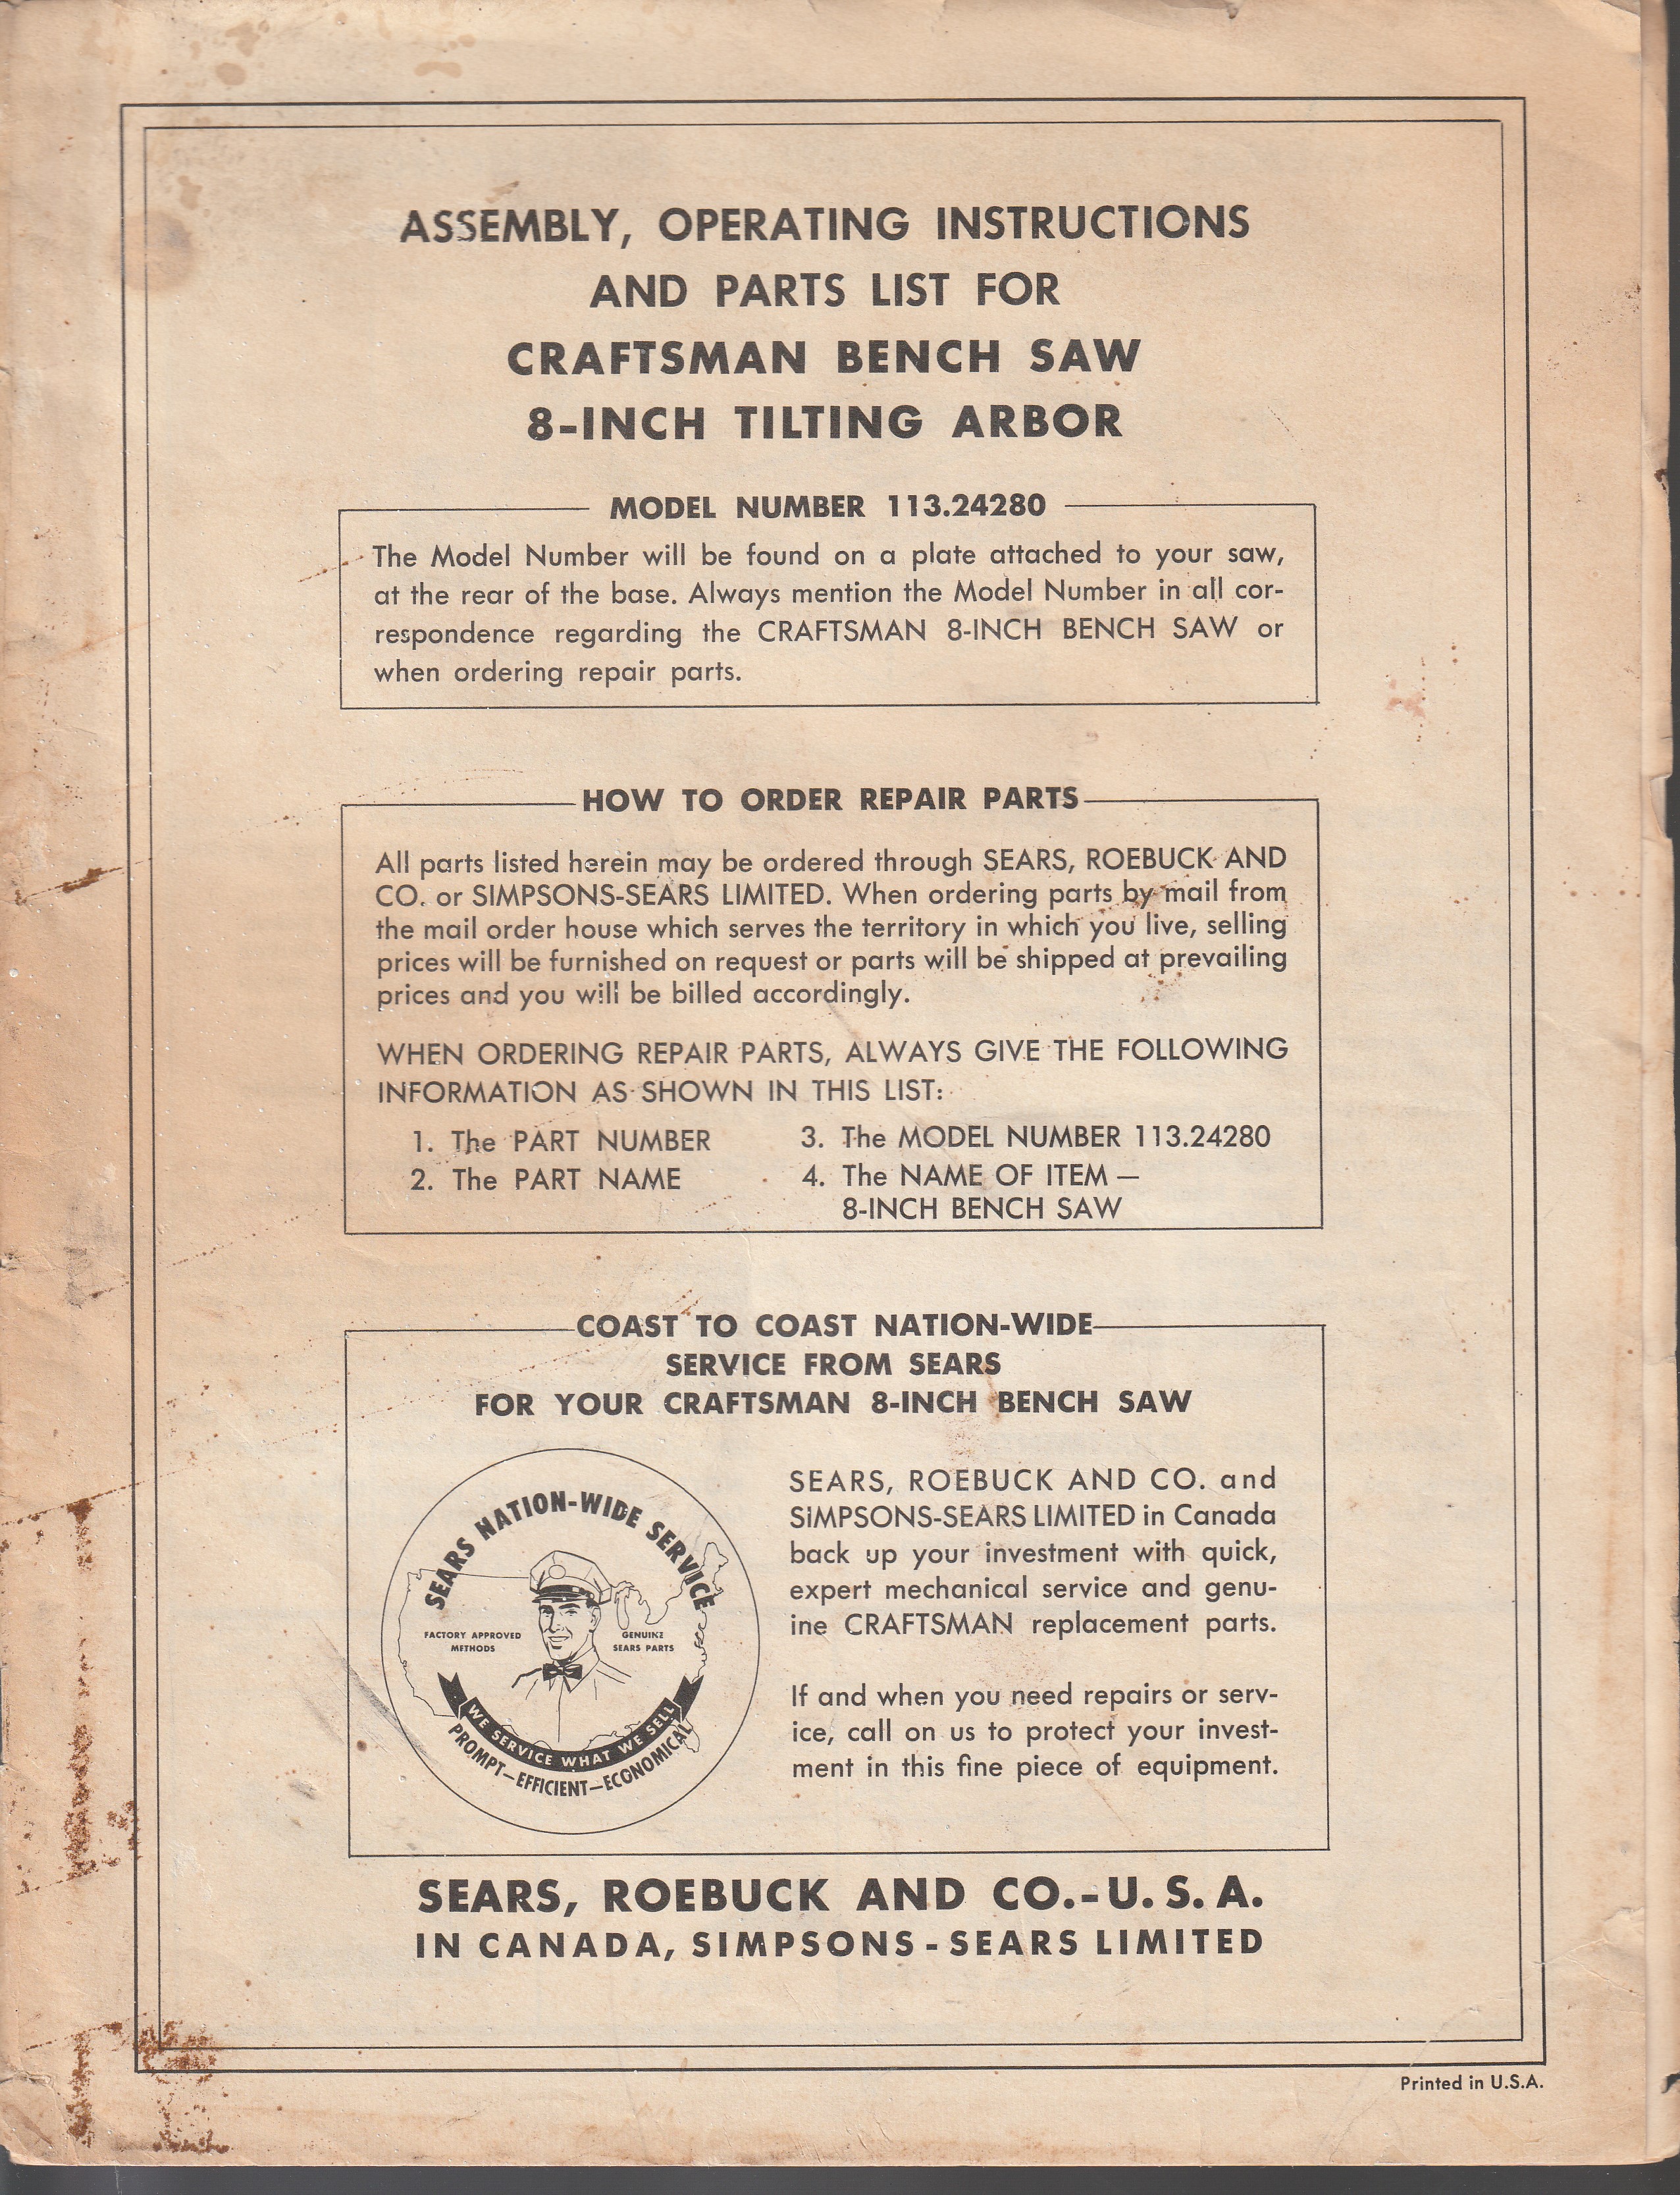 ASSEMBLY, OPERATING INSTRUCTIONS
AND PARTS LIST FOR
CRAFTSMAN BENCH SAW
8-INCH TILTING ARBOR
MODEL NUMBER 113.24280
The Model Number will be found on a plate attached to your saw,
at the rear of the base. Always mention the Model Number in all cor-
respondence regarding the CRAFTSMAN 8-INCH BENCH SAW or
when ordering repair parts.
HOW TO ORDER REPAIR PARTS
All parts listed herein may be ordered through SEARS, ROEBUCK AND
CO. or SIMPSONS-SEARS LIMITED. When ordering parts by mail from
the mail order house which serves the territory in which you live, selling
prices will be furnished on request or parts will be shipped at prevailing
prices and you will be billed accordingly.
WHEN ORDERING REPAIR PARTS, ALWAYS GIVE THE FOLLOWING
INFORMATION AS SHOWN IN THIS LIST:
1. The PART NUMBER
2. The PART NAME
3. The MODEL NUMBER 113.24280
4. The NAME OF ITEM —
8-INCH BENCH SAW
COAST TO COAST NATION-WIDE
SERVICE FROM SEARS
FOR YOUR CRAFTSMAN 8-INCH BENCH SAW
SEARS NATION-WIDE SERVICE
FACTORY APPROVED
METHODS
GENUINE
SEARS PARTS
WE SERVICE WHAT WE SELL
PROMPT—EFFICIENT—ECONOMICAL
SEARS, ROEBUCK AND CO. and
SIMPSONS-SEARS LIMITED in Canada
back up your investment with quick,
expert mechanical service and genu-
ine CRAFTSMAN replacement parts.
If and when you need repairs or serv-
ice, call on us to protect your invest-
ment in this fine piece of equipment.
SEARS, ROEBUCK AND CO.-U.S.A.
IN CANADA, SIMPSONS-SEARS LIMITED
Printed in U.S.A.